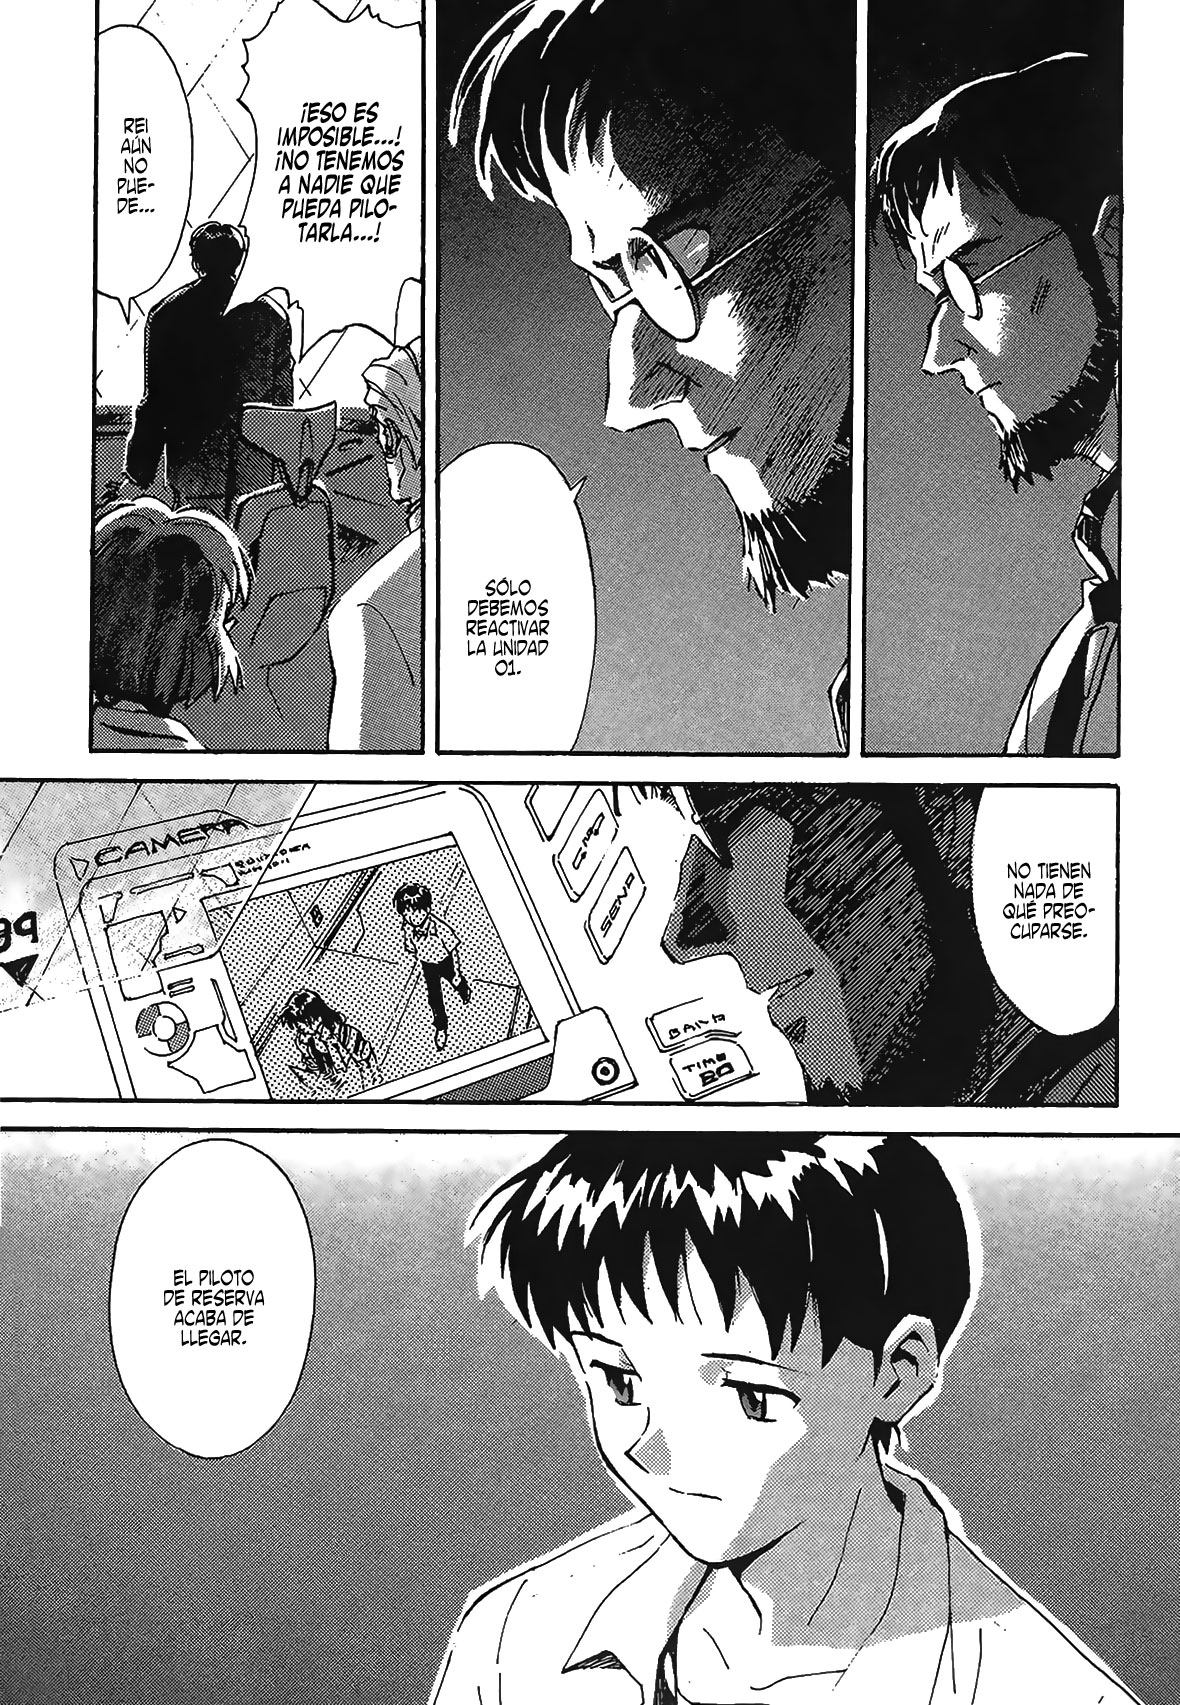 SÓLO
DEBEMOS
REACTIVAR
LA UNIDAD
01.
¡ESO ES
IMPOSIBLE...!
¡NO TENEMOS
A NADIE QUE
PUEDA PILO-
TARLA...!
REI
AÚN
NO
PUE-
DE...
NO TIENEN
NADA DE
QUÉ PREO-
CUPARSE.
CAMERA
SEND
TIME
EL PILOTO
DE RESERVA
ACABA DE
LLEGAR.